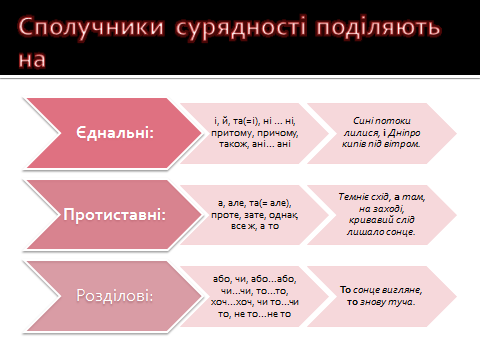 Сполучники сурядності поділяють
на
Єднальні:
і, й, та(=і), ні ... ні,
притому, причому,
також, ані... ані
Сині потоки
лилися, і Дніпро
кипів під вітром.
Протиставні:
а, але, та(= але),
проте, зате, однак,
все ж, а то
Темніє схід, а там,
на заході,
кривавий слід
лишало сонце.
Розділові:
або, чи, або...або,
чи...чи, то...то,
хоч...хоч, чи то...чи
то, не то...не то
То сонце вигляне,
то знову туча.